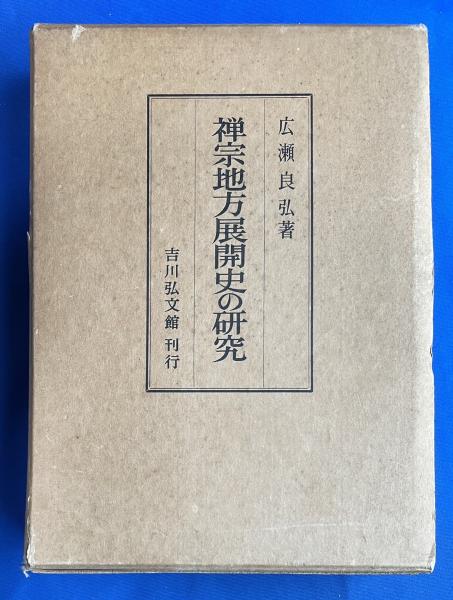 広瀬良弘著
禅宗地方展開史の研究
吉川弘文館 刊行